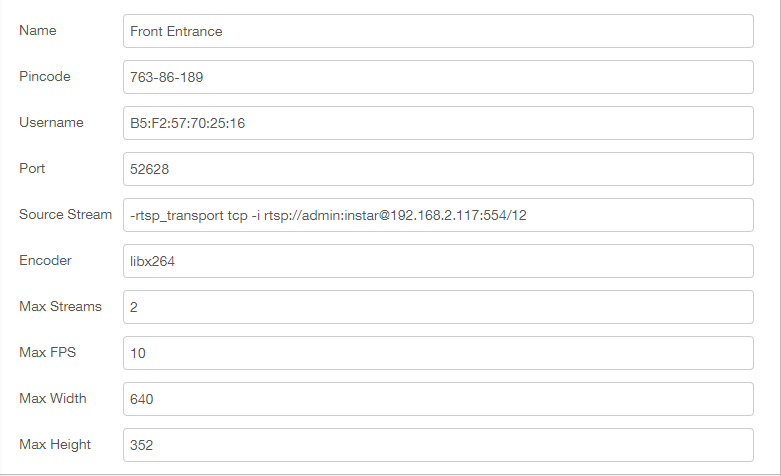 Name Front Entrance
Pincode 763-86-189
Username B5:F2:57:70:25:16
Port 52628
Source Stream -rtsp_transport tcp -i rtsp://admin:instar@192.168.2.117:554/12
Encoder libx264
Max Streams 2
Max FPS 10
Max Width 640
Max Height 352